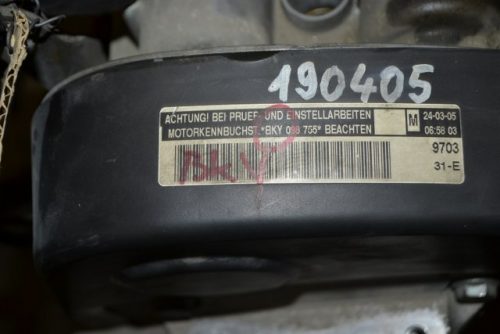 190405
ACHTUNG! BEI PRUEF- UND EINSTELLARBEITEN
MOTORKENNBUCHST. *BKY 098 755* BEACHTEN
M
24-03-05
06:58 03
9703
31-E
BKY